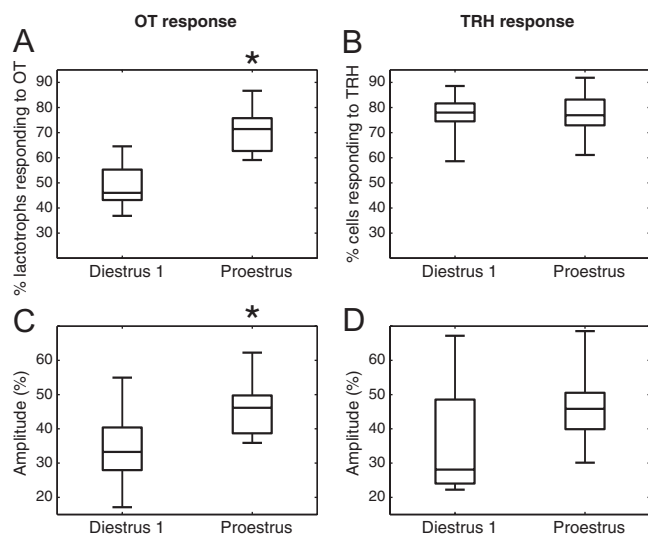 OT response
TRH response
A
*
% lactotrophs responding to OT
90
80
70
60
50
40
30
Diestrus 1 Proestrus
B
% cells responding to TRH
90
80
70
60
50
40
30
Diestrus 1 Proestrus
C
*
Amplitude (%)
60
50
40
30
20
Diestrus 1 Proestrus
D
Amplitude (%)
60
50
40
30
20
Diestrus 1 Proestrus